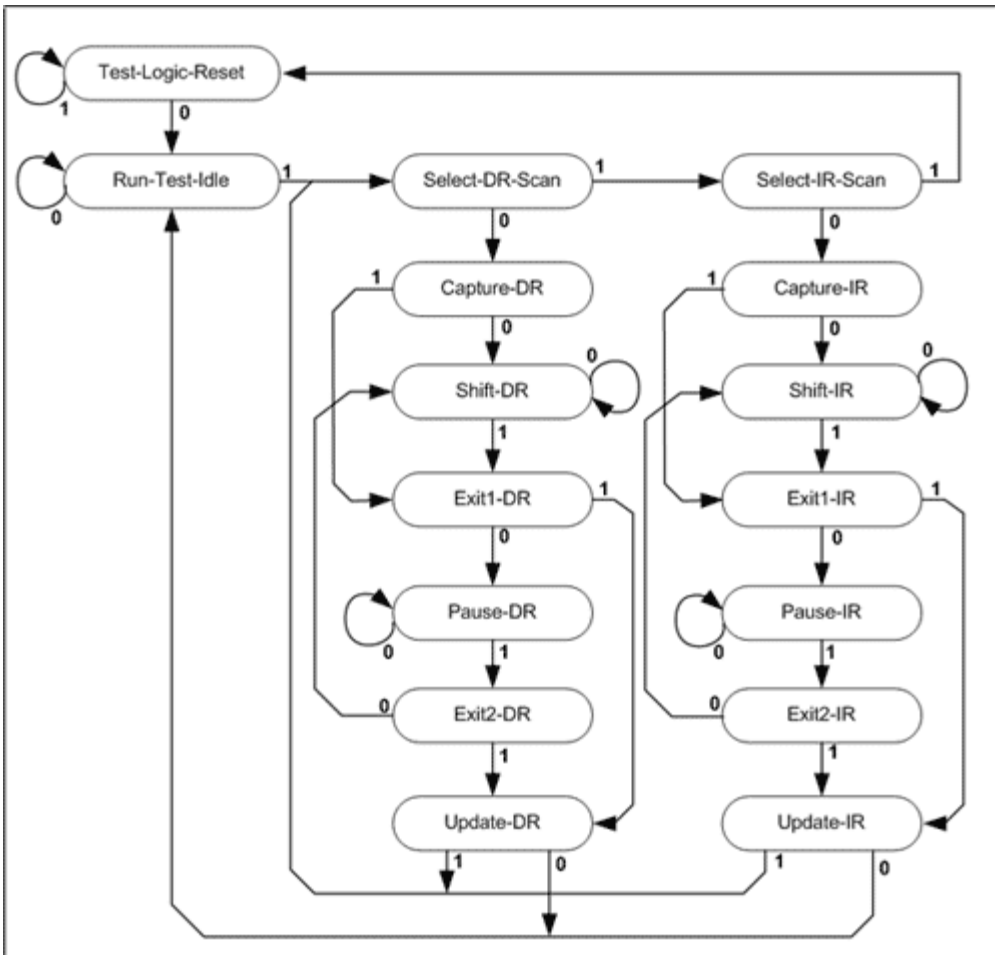 Test-Logic-Reset
1
0
Run-Test-Idle
1
0
Select-DR-Scan
1
0
Select-IR-Scan
1
0
Capture-DR
1
0
Capture-IR
1
0
Shift-DR
0
1
Shift-IR
0
1
Exit1-DR
1
0
Exit1-IR
1
0
Pause-DR
0
1
Pause-IR
0
1
Exit2-DR
0
1
Exit2-IR
0
1
Update-DR
1
0
Update-IR
1
0